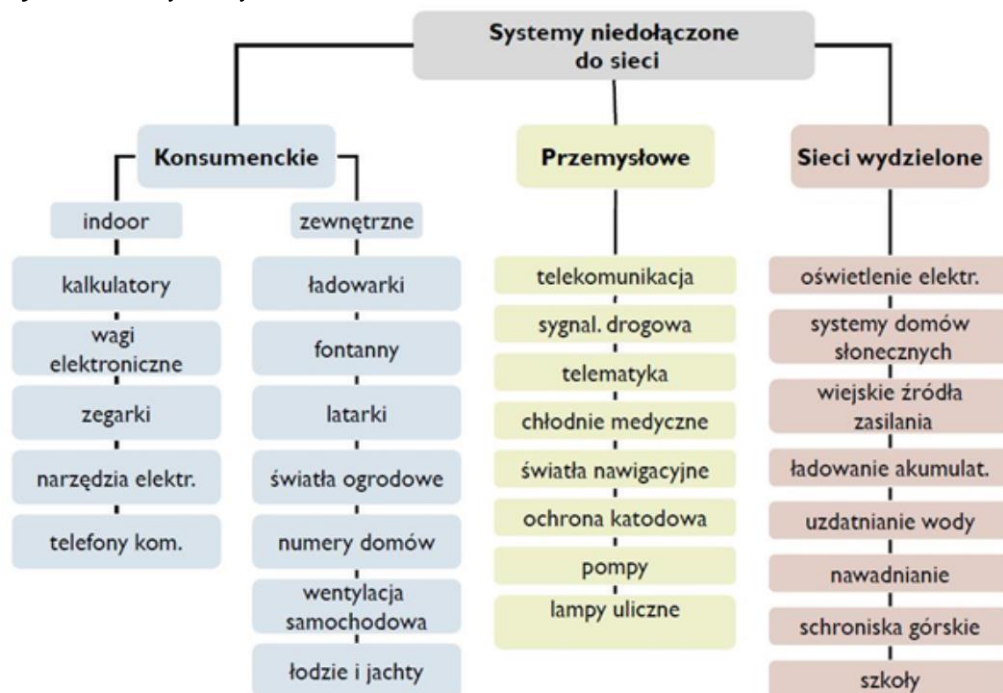 Systemy niedołączone
do sieci
Konsumenckie
indoor
kalkulatory
wagi
elektroniczne
zegarki
narzędzia elektr.
telefony kom.
zewnętrzne
ładowarki
fontanny
latarki
światła ogrodowe
numery domów
wentylacja
samochodowa
łodzie i jachty
Przemysłowe
telekomunikacja
sygnal. drogowa
telematyka
chłodnie medyczne
światła nawigacyjne
ochrona katodowa
pompy
lampy uliczne
Sieci wydzielone
oświetlenie elektr.
systemy domów
słonecznych
wiejskie źródła
zasilania
ładowanie akumulat.
uzdatnianie wody
nawadnianie
schroniska górskie
szkoły